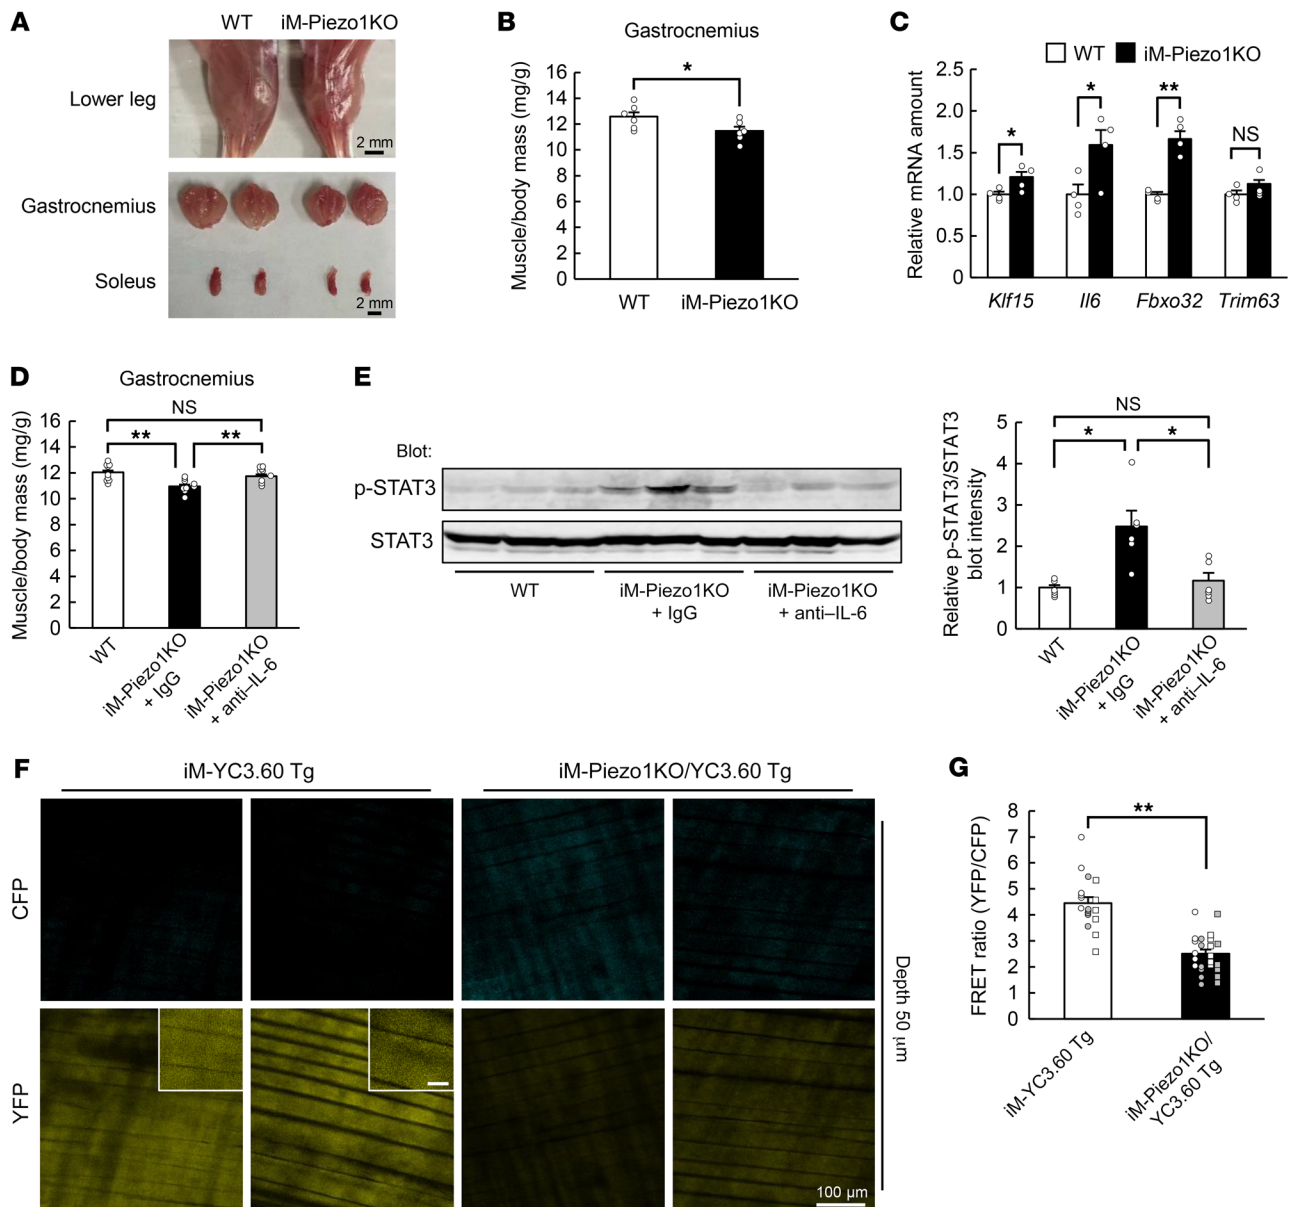 A
WT iM-Piezo1KO
Lower leg
2 mm
Gastrocnemius
Soleus
2 mm
B
Gastrocnemius
*
Muscle/body mass (mg/g)
16
14
12
10
8
6
4
2
0
WT iM-Piezo1KO
C
WT iM-Piezo1KO
Relative mRNA amount
2.5
2.0
1.5
1.0
0.5
0
* * ** NS
Klf15 Il6 Fbxo32 Trim63
D
Gastrocnemius
NS
** **
Muscle/body mass (mg/g)
16
14
12
10
8
6
4
2
0
WT
iM-Piezo1KO
+ IgG
iM-Piezo1KO
+ anti–IL-6
E
Blot:
p-STAT3
STAT3
WT
iM-Piezo1KO
+ IgG
iM-Piezo1KO
+ anti–IL-6
Relative p-STAT3/STAT3
blot intensity
NS
* *
5
4
3
2
1
0
WT
iM-Piezo1KO
+ IgG
iM-Piezo1KO
+ anti–IL-6
F
iM-YC3.60 Tg
iM-Piezo1KO/YC3.60 Tg
CFP
YFP
Depth 50 μm
100 μm
G
**
FRET ratio (YFP/CFP)
8
7
6
5
4
3
2
1
0
iM-YC3.60 Tg
iM-Piezo1KO/
YC3.60 Tg